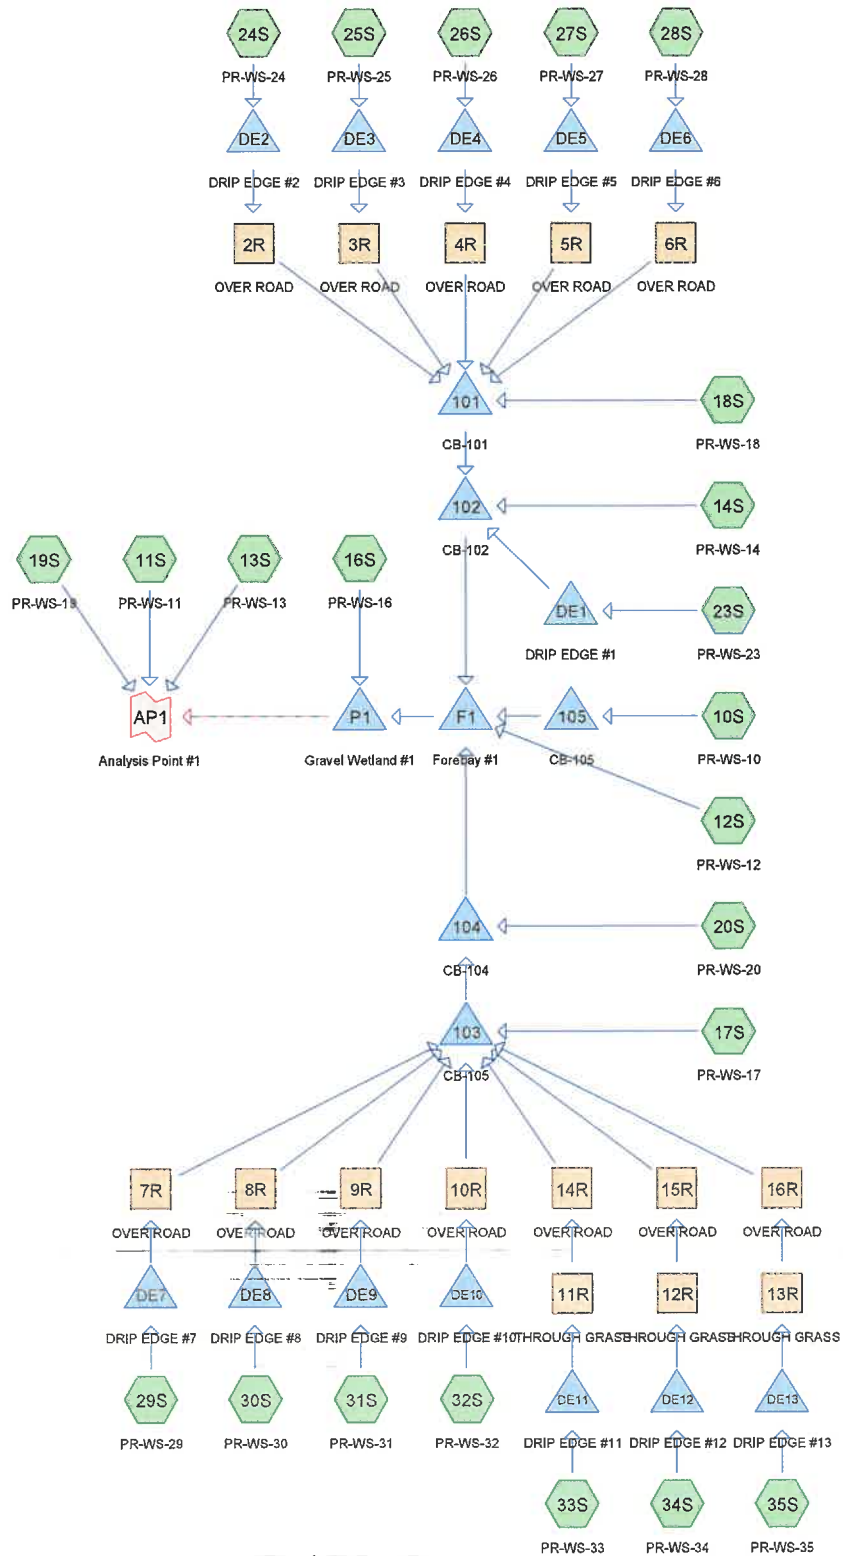 24S 25S 26S 27S 28S
PR-WS-24 PR-WS-25 PR-WS-26 PR-WS-27 PR-WS-28
DE2 DE3 DE4 DE5 DE6
DRIP EDGE #2 DRIP EDGE #3 DRIP EDGE #4 DRIP EDGE #5 DRIP EDGE #6
2R 3R 4R 5R 6R
OVER ROAD OVER ROAD OVER ROAD OVER ROAD OVER ROAD
101 18S
CB-101 PR-WS-18
102 14S
CB-102 PR-WS-14
19S 11S 13S 16S
PR-WS-19 PR-WS-11 PR-WS-13 PR-WS-16
DE1 23S
DRIP EDGE #1 PR-WS-23
AP1 P1 F1 105 10S
Analysis Point #1 Gravel Wetland #1 Forebay #1 CB-105 PR-WS-10
12S
PR-WS-12
104 20S
CB-104 PR-WS-20
103 17S
CB-105 PR-WS-17
7R 8R 9R 10R 14R 15R 16R
OVER ROAD OVER ROAD OVER ROAD OVER ROAD OVER ROAD OVER ROAD OVER ROAD
DE7 DE8 DE9 DE10 11R 12R 13R
DRIP EDGE #7 DRIP EDGE #8 DRIP EDGE #9 DRIP EDGE #10 THROUGH GRASS THROUGH GRASS THROUGH GRASS
29S 30S 31S 32S DE11 DE12 DE13
PR-WS-29 PR-WS-30 PR-WS-31 PR-WS-32 DRIP EDGE #11 DRIP EDGE #12 DRIP EDGE #13
33S 34S 35S
PR-WS-33 PR-WS-34 PR-WS-35